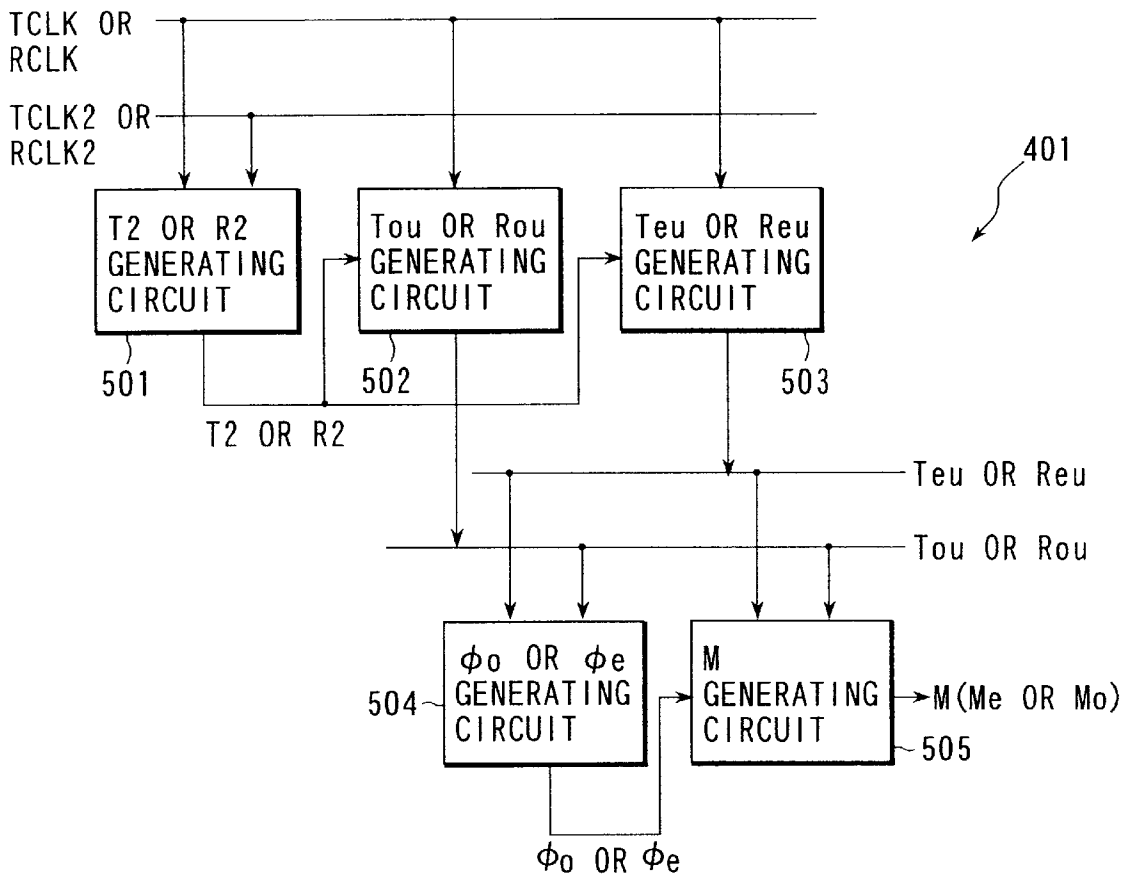 TCLK OR
RCLK
TCLK2 OR
RCLK2
401
T2 OR R2
GENERATING
CIRCUIT
Tou OR Rou
GENERATING
CIRCUIT
Teu OR Reu
GENERATING
CIRCUIT
501
502
503
T2 OR R2
Teu OR Reu
Tou OR Rou
ϕo OR ϕe
GENERATING
CIRCUIT
504
M
GENERATING
CIRCUIT
M(Me OR Mo)
505
ϕo OR ϕe